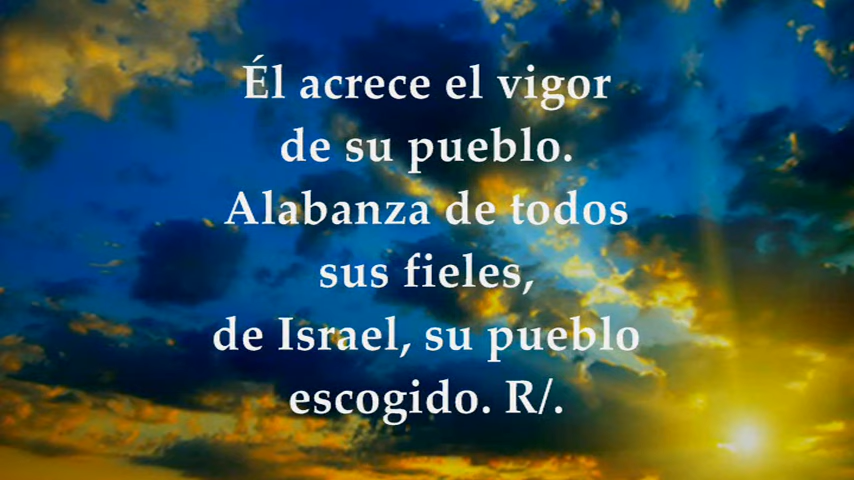 Él acrece el vigor
de su pueblo.
Alabanza de todos
sus fieles,
de Israel, su pueblo
escogido. R/.